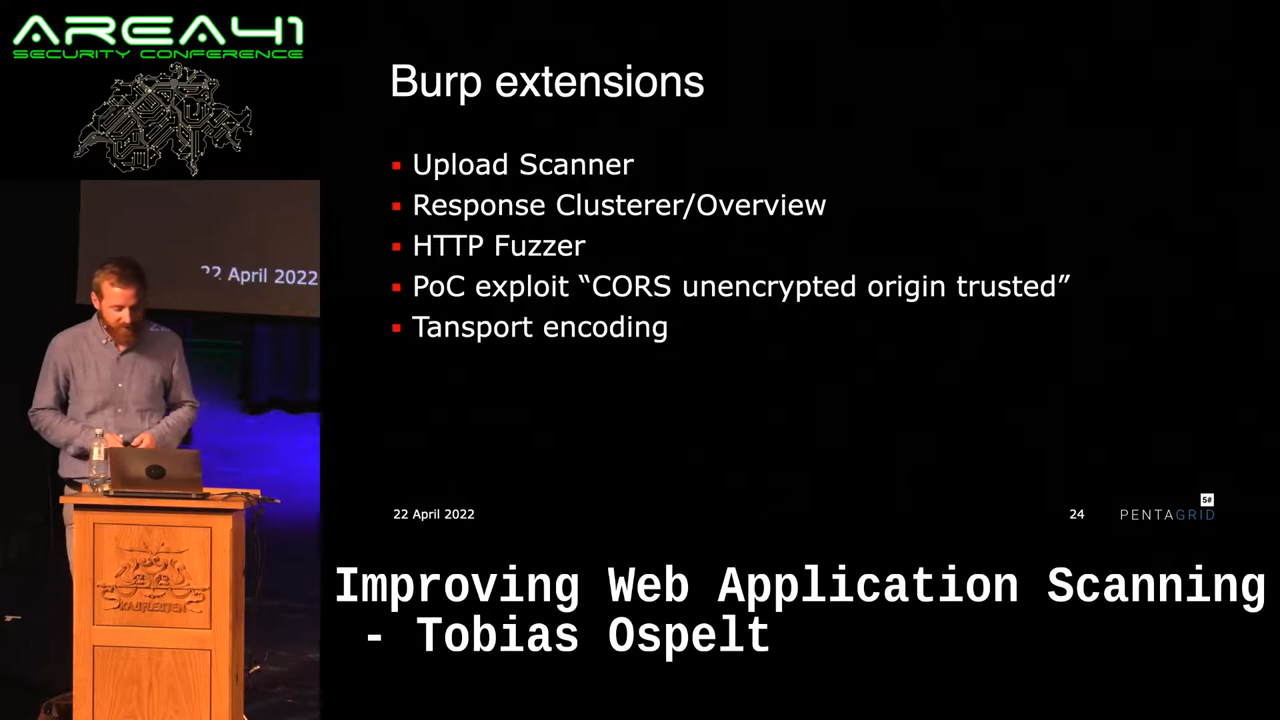 AREA41
SECURITY CONFERENCE
Burp extensions
Upload Scanner
Response Clusterer/Overview
HTTP Fuzzer
PoC exploit “CORS unencrypted origin trusted”
Tansport encoding
22 April 2022
22 April 2022
24
5#
PENTAGRID
KAUFLEUTEN
Improving Web Application Scanning
- Tobias Ospelt